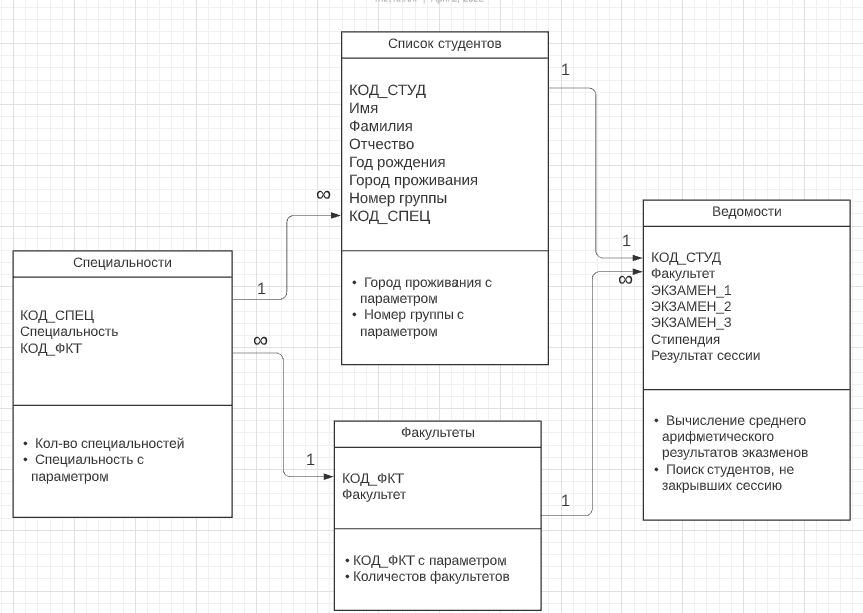 Список студентов
КОД_СТУД
Имя
Фамилия
Отчество
Год рождения
Город проживания
Номер группы
КОД_СПЕЦ
• Город проживания с
параметром
• Номер группы с
параметром
1
1
∞
1
∞
1
1
∞
Специальности
КОД_СПЕЦ
Специальность
КОД_ФКТ
• Кол-во специальностей
• Специальность с
параметром
Факультеты
КОД_ФКТ
Факультет
• КОД_ФКТ с параметром
• Количестов факультетов
Ведомости
КОД_СТУД
Факультет
ЭКЗАМЕН_1
ЭКЗАМЕН_2
ЭКЗАМЕН_3
Стипендия
Результат сессии
• Вычисление среднего
арифметического
результатов эказменов
• Поиск студентов, не
закрывших сессию